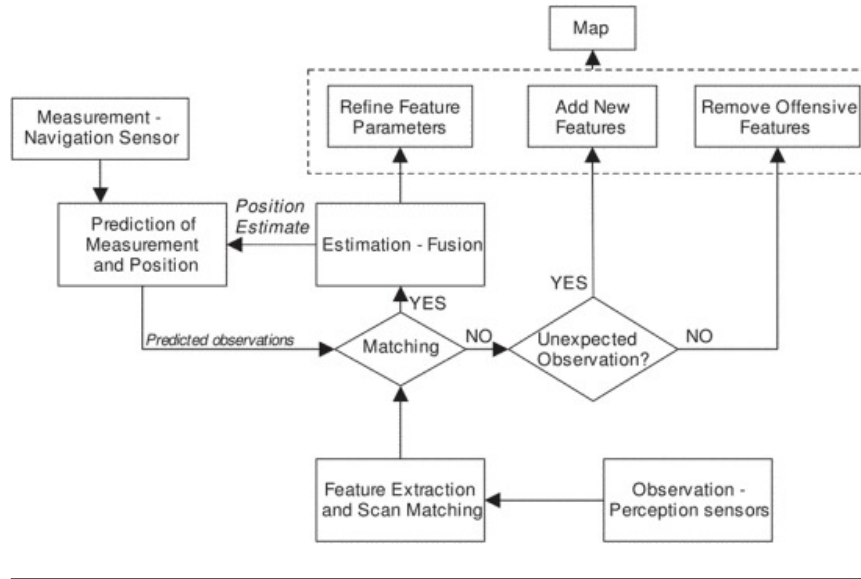 Map
Measurement -
Navigation Sensor
Refine Feature
Parameters
Add New
Features
Remove Offensive
Features
Prediction of
Measurement
and Position
Position
Estimate
Estimation - Fusion
YES
YES
Predicted observations
Matching
NO
Unexpected
Observation?
NO
Feature Extraction
and Scan Matching
Observation -
Perception sensors